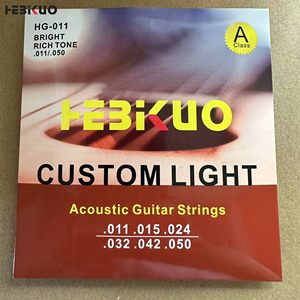 HEBIKUO
HG-011
BRIGHT
RICH TONE
.011/.050
A
Class
HEBIKUO
CUSTOM LIGHT
Acoustic Guitar Strings
.011 .015 .024
.032 .042 .050